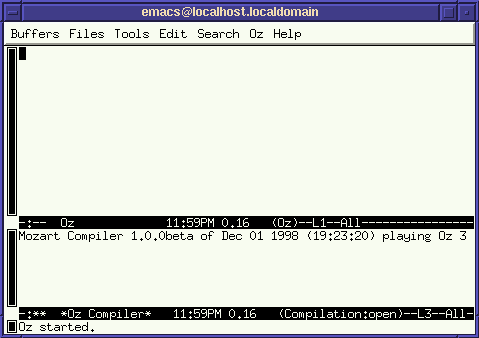 emacs@localhost.localdomain
Buffers Files Tools Edit Search Oz Help
-:-- Oz 11:59PM 0.16 (Oz)--L1--All----------------
Mozart Compiler 1.0.0beta of Dec 01 1998 (19:23:20) playing Oz 3
-:** *Oz Compiler* 11:59PM 0.16 (Compilation:open)--L3--All-
Oz started.